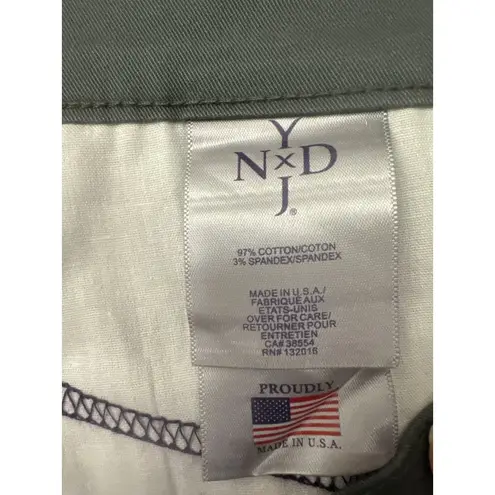 Y
N×D
J®
97% COTTON/COTON
3% SPANDEX/SPANDEX
MADE IN U.S.A./
FABRIQUE AUX
ETATS-UNIS
OVER FOR CARE/
RETOURNER POUR
ENTRETIEN
CA# 38554
RN# 132016
PROUDLY
MADE IN U.S.A.